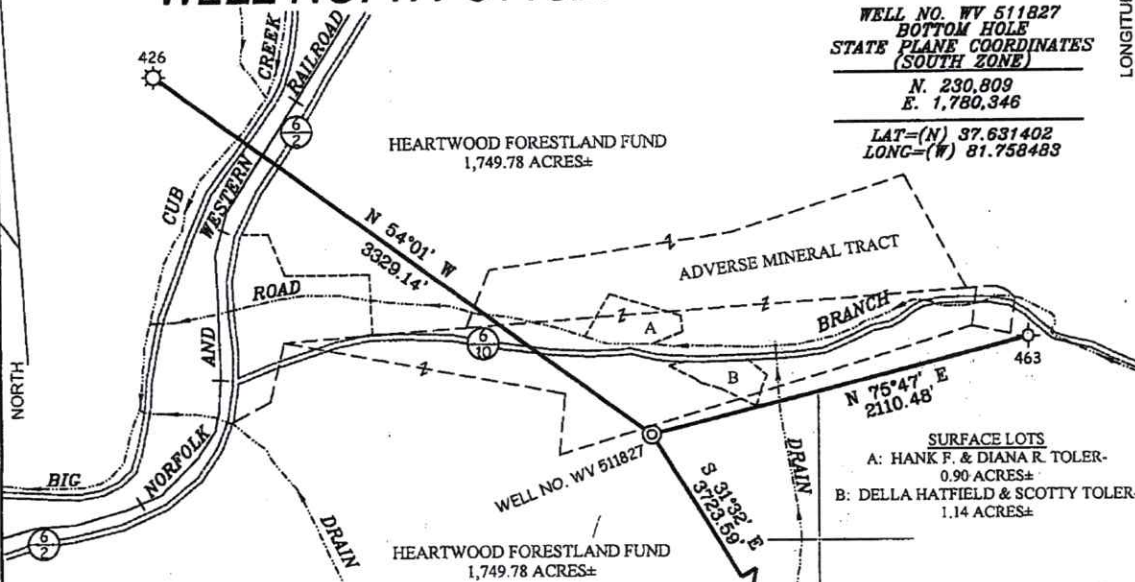 WELL NO. WV 511827
BOTTOM HOLE
STATE PLANE COORDINATES
(SOUTH ZONE)
N. 230,809
E. 1,780,346
LAT=(N) 37.631402
LONG=(W) 81.758483
426
CREEK
RAILROAD
6
2
HEARTWOOD FORESTLAND FUND
1,749.78 ACRES±
CUB
WESTERN
N 54°01' W
3329.14'
ADVERSE MINERAL TRACT
ROAD
BRANCH
A
6
10
AND
B
463
NORTH
N 75°47' E
2110.48'
SURFACE LOTS
A: HANK F. & DIANA R. TOLER-
0.90 ACRES±
B: DELLA HATFIELD & SCOTTY TOLER
1.14 ACRES±
BIG
NORFOLK
WELL NO. WV 511827
S 31°32' E
3723.59'
DRAIN
DRAIN
6
2
HEARTWOOD FORESTLAND FUND
1,749.78 ACRES±